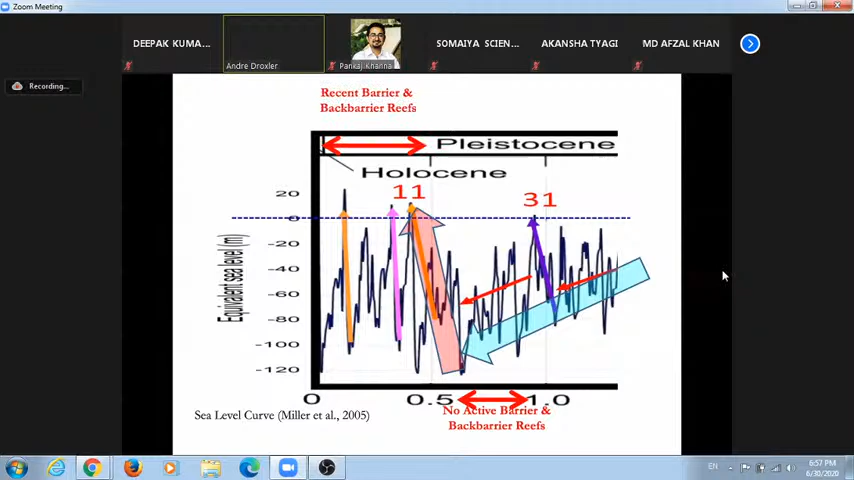 Zoom Meeting
DEEPAK KUMA...
Andre Droxler
Pankaj Khanna
SOMAIYA SCIEN...
AKANSHA TYAGI
MD AFZAL KHAN
Recording...
Recent Barrier &
Backbarrier Reefs
Pleistocene
Holocene
11
31
20
0
-20
-40
-60
-80
-100
-120
Equivalent sea level (m)
0
0.5
1.0
Sea Level Curve (Miller et al., 2005)
No Active Barrier &
Backbarrier Reefs
EN
6:57 PM
6/30/2020